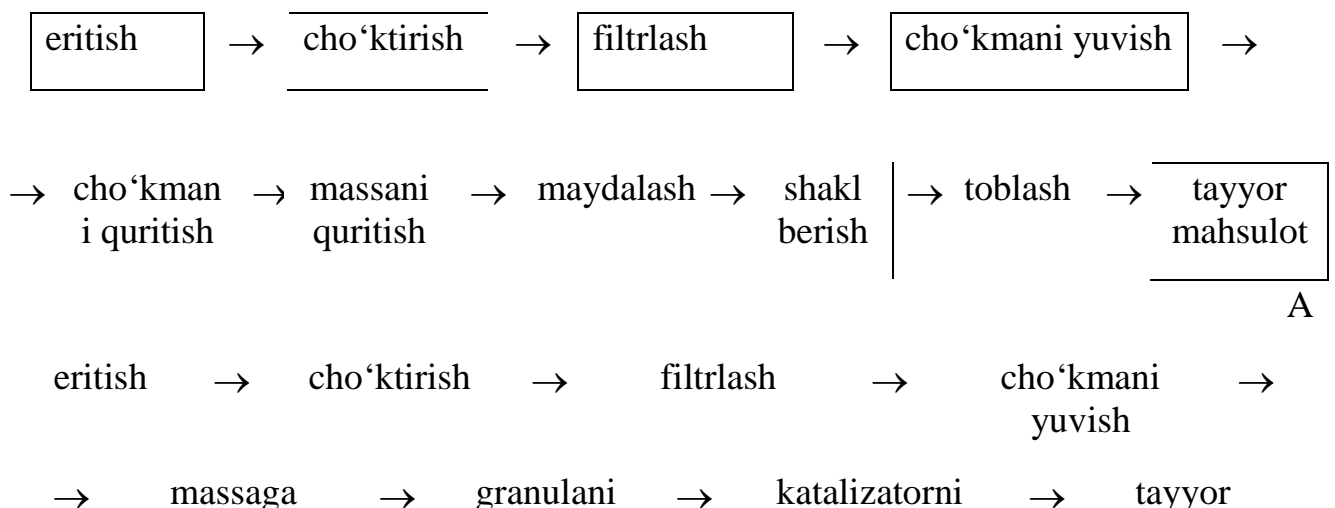 eritish → cho‘ktirish → filtrlash → cho‘kmani yuvish →
→ cho‘kman → massani → maydalash → shakl → toblash → tayyor
i quritish quritish berish mahsulot
A
eritish → cho‘ktirish → filtrlash → cho‘kmani →
yuvish
→ massaga → granulani → katalizatorni → tayyor